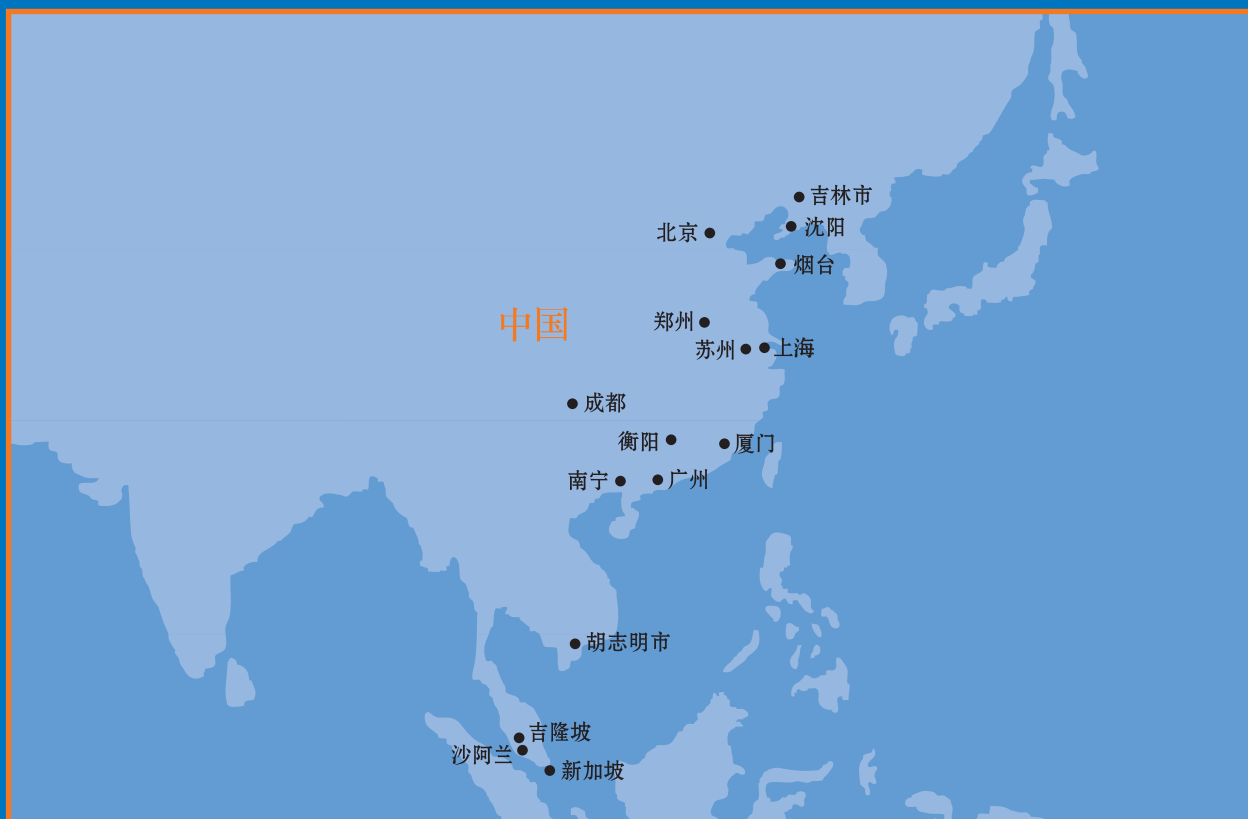 吉林市
沈阳
北京
烟台
中国
郑州
苏州
上海
成都
衡阳
厦门
南宁
广州
胡志明市
吉隆坡
沙阿兰
新加坡